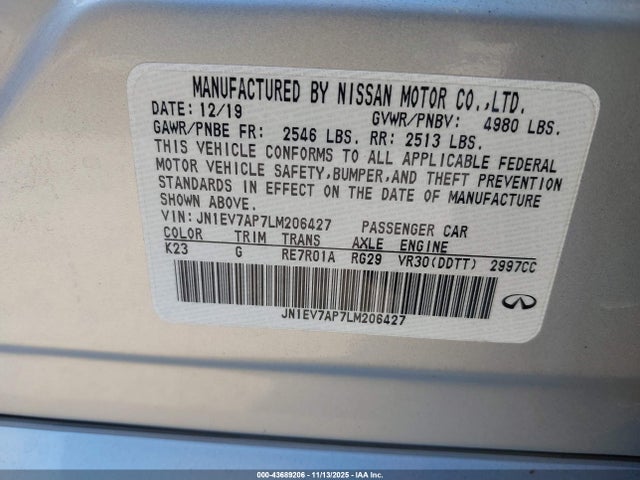 MANUFACTURED BY NISSAN MOTOR CO.,LTD.
DATE: 12/19 GVWR/PNBV: 4980 LBS.
GAWR/PNBE FR: 2546 LBS. RR: 2513 LBS.
THIS VEHICLE CONFORMS TO ALL APPLICABLE FEDERAL
MOTOR VEHICLE SAFETY,BUMPER,AND THEFT PREVENTION
STANDARDS IN EFFECT ON THE DATE OF MANUFACTURE
SHOWN ABOVE.
VIN: JN1EV7AP7LM206427 PASSENGER CAR
COLOR TRIM TRANS AXLE ENGINE
K23 G RE7R01A RG29 VR30(DDTT) 2997CC
JN1EV7AP7LM206427
000-43689206 - 11/13/2025 - IAA Inc.